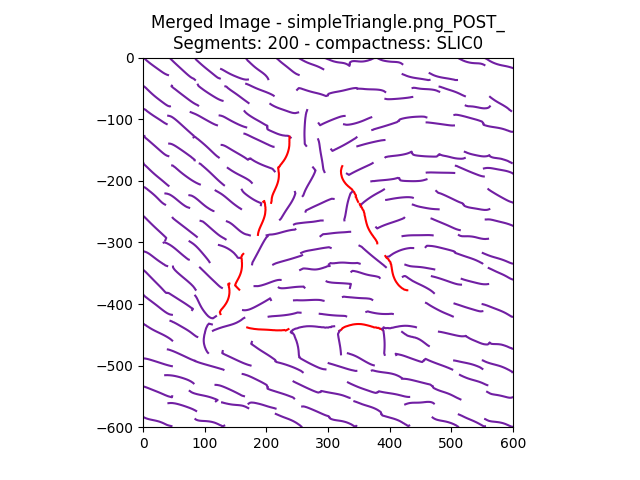 Merged Image - simpleTriangle.png_POST_
Segments: 200 - compactness: SLIC0
0
−100
−200
−300
−400
−500
−600
0 100 200 300 400 500 600